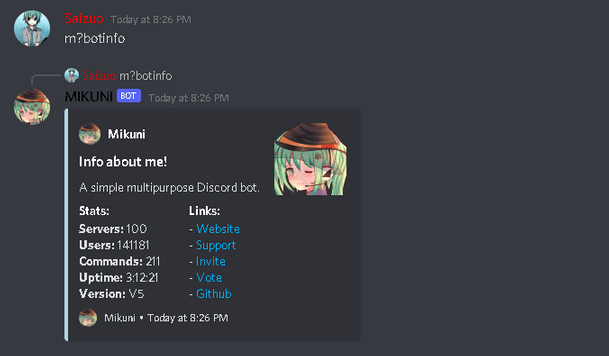 Saizuo Today at 8:26 PM
m?botinfo
Saizuo m?botinfo
MIKUNI BOT Today at 8:26 PM
Mikuni
Info about me!
A simple multipurpose Discord bot.
Stats: Links:
Servers: 100 - Website
Users: 141181 - Support
Commands: 211 - Invite
Uptime: 3:12:21 - Vote
Version: V5 - Github
Mikuni • Today at 8:26 PM